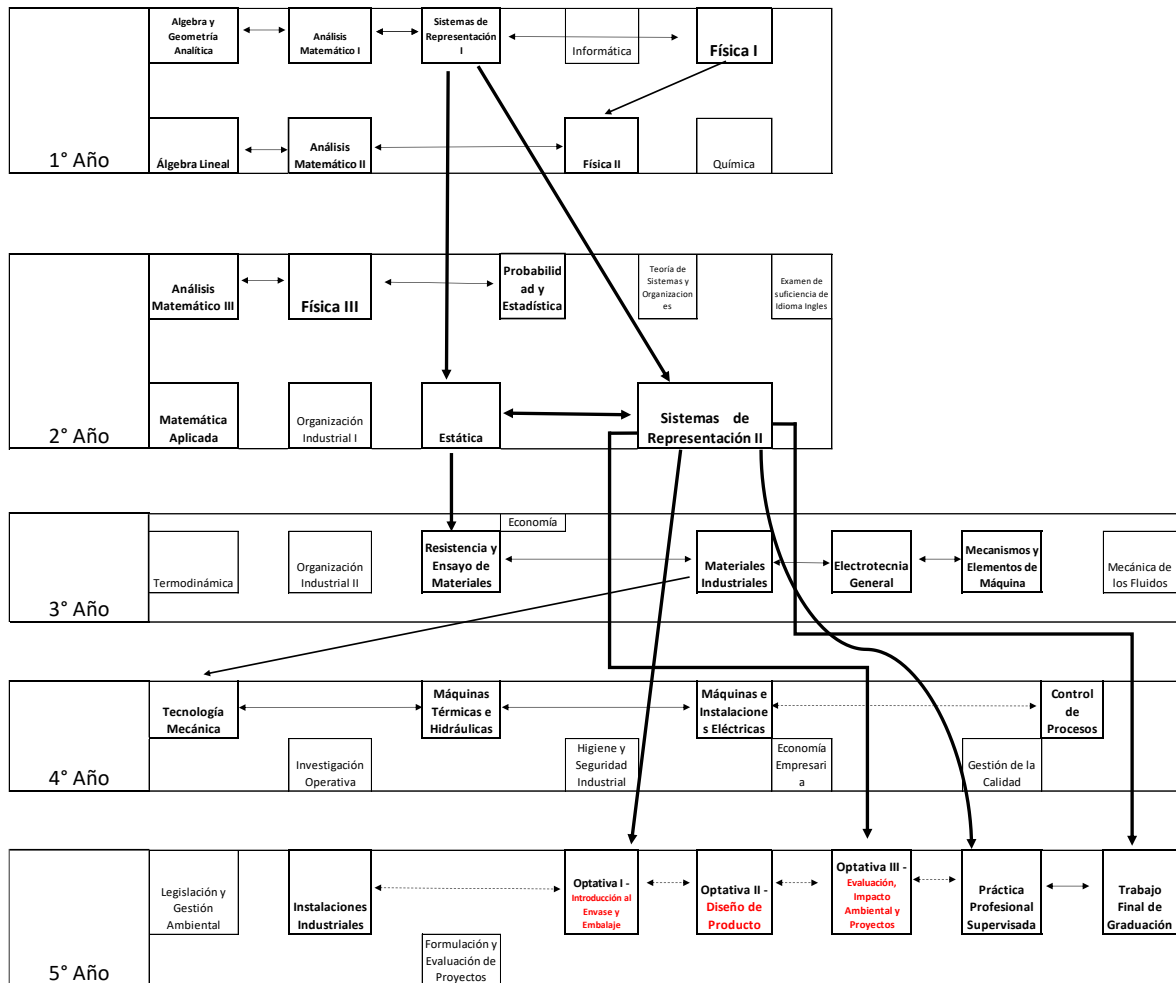 Algebra y
Geometría
Analítica
Análisis
Matemático I
Sistemas de
Representación
I
Informática
Física I
1° Año
Álgebra Lineal
Análisis
Matemático II
Física II
Química
Análisis
Matemático III
Física III
Probabilid
ad y
Estadística
Teoría de
Sistemas y
Organizacion
es
Examen de
suficiencia de
Idioma Ingles
2° Año
Matemática
Aplicada
Organización
Industrial I
Estática
Sistemas de
Representación II
3° Año
Termodinámica
Organización
Industrial II
Resistencia y
Ensayo de
Materiales
Economía
Materiales
Industriales
Electrotecnia
General
Mecanismos y
Elementos de
Máquina
Mecánica de
los Fluidos
Tecnología
Mecánica
Máquinas
Térmicas e
Hidráulicas
Máquinas e
Instalacione
s Eléctricas
Control
de
Procesos
4° Año
Investigación
Operativa
Higiene y
Seguridad
Industrial
Economía
Empresari
a
Gestión de la
Calidad
Legislación y
Gestión
Ambiental
Instalaciones
Industriales
Optativa I -
Introducción al
Envase y
Embalaje
Optativa II -
Diseño de
Producto
Optativa III -
Evaluación,
Impacto
Ambiental y
Proyectos
Práctica
Profesional
Supervisada
Trabajo
Final de
Graduación
5° Año
Formulación y
Evaluación de
Proyectos